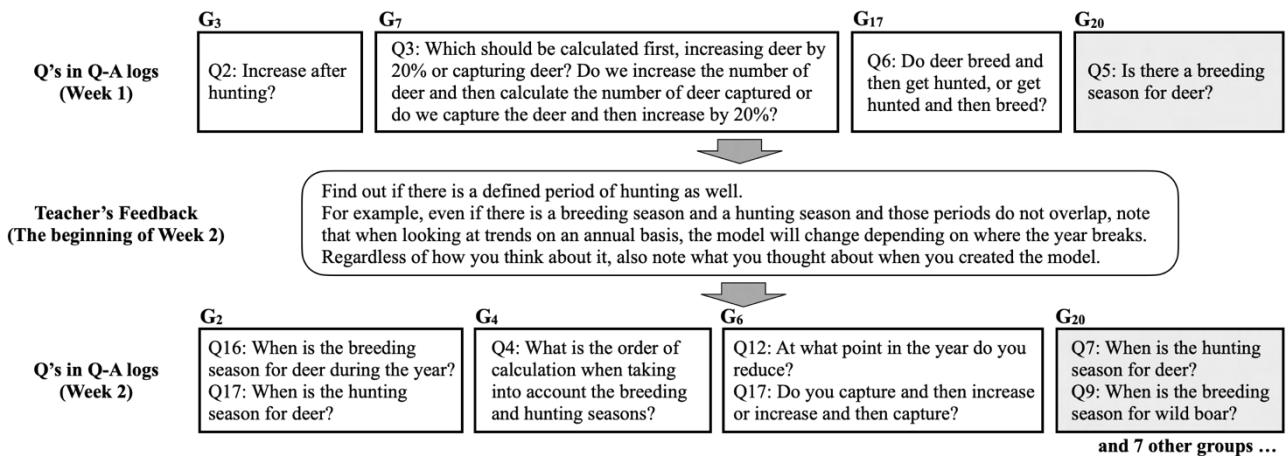 G3
G7
G17
G20
Q's in Q-A logs
(Week 1)
Q2: Increase after
hunting?
Q3: Which should be calculated first, increasing deer by
20% or capturing deer? Do we increase the number of
deer and then calculate the number of deer captured or
do we capture the deer and then increase by 20%?
Q6: Do deer breed and
then get hunted, or get
hunted and then breed?
Q5: Is there a breeding
season for deer?
Teacher's Feedback
(The beginning of Week 2)
Find out if there is a defined period of hunting as well.
For example, even if there is a breeding season and a hunting season and those periods do not overlap, note
that when looking at trends on an annual basis, the model will change depending on where the year breaks.
Regardless of how you think about it, also note what you thought about when you created the model.
G2
G4
G6
G20
Q's in Q-A logs
(Week 2)
Q16: When is the breeding
season for deer during the year?
Q17: When is the hunting
season for deer?
Q4: What is the order of
calculation when taking
into account the breeding
and hunting seasons?
Q12: At what point in the year do you
reduce?
Q17: Do you capture and then increase
or increase and then capture?
Q7: When is the hunting
season for deer?
Q9: When is the breeding
season for wild boar?
and 7 other groups ...